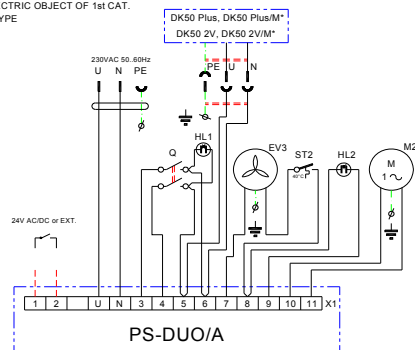 ECTRIC OBJECT OF 1st CAT.
YPE
DK50 Plus, DK50 Plus/M*
DK50 2V, DK50 2V/M*
230VAC 50..60Hz
U N PE
PE U N
Q
HL1
EV3
ST2
40°C
HL2
M2
M
1
24V AC/DC or EXT.
1 2 U N 3 4 5 6 7 8 9 10 11 X1
PS-DUO/A